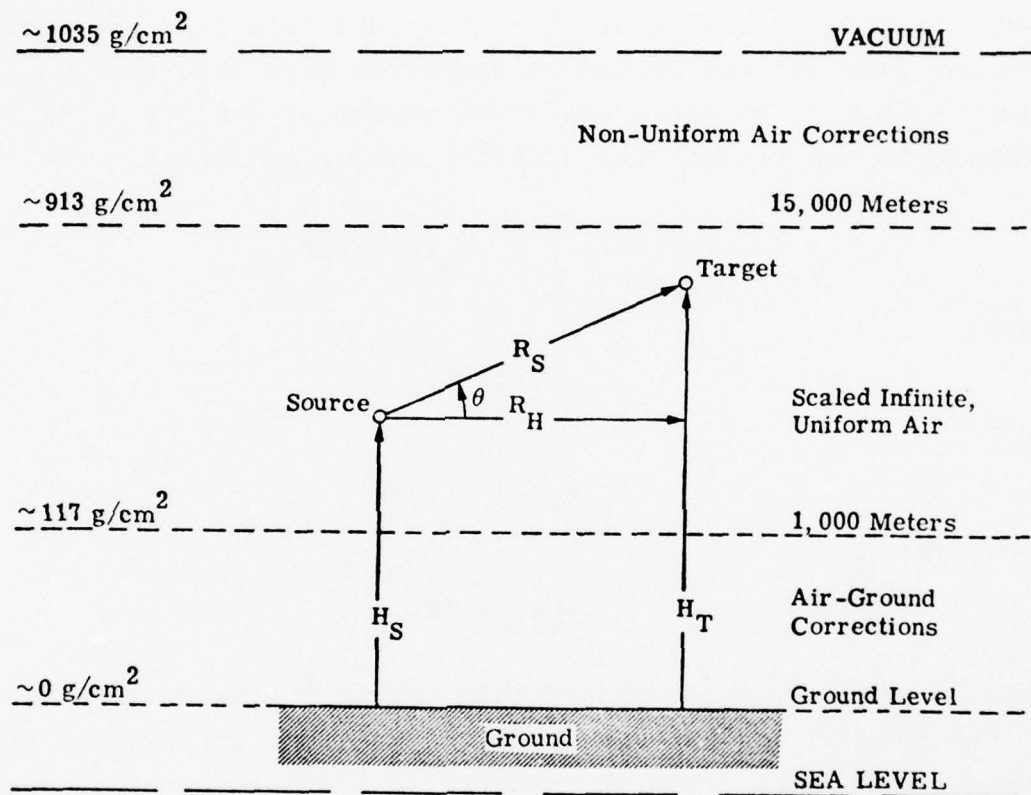 ~1035 g/cm²
VACUUM
Non-Uniform Air Corrections
~913 g/cm²
15,000 Meters
Target
R_S
θ
Source
R_H
Scaled Infinite,
Uniform Air
~117 g/cm²
1,000 Meters
H_S
H_T
Air-Ground
Corrections
~0 g/cm²
Ground Level
Ground
SEA LEVEL